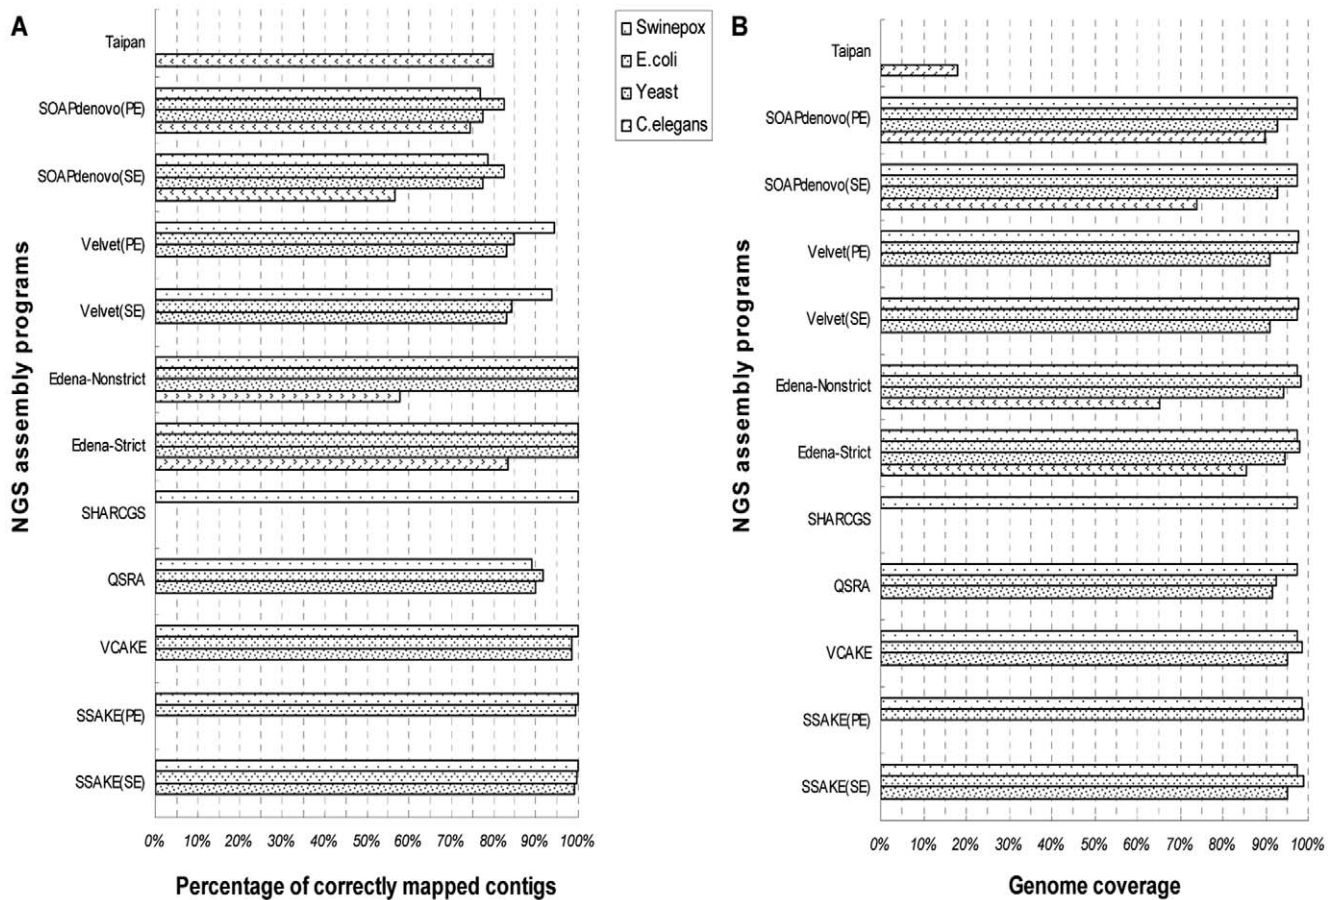 A
Taipan
SOAPdenovo(PE)
SOAPdenovo(SE)
Velvet(PE)
Velvet(SE)
Edena-Nonstrict
Edena-Strict
SHARCGS
QSRA
VCAKE
SSAKE(PE)
SSAKE(SE)
NGS assembly programs
0% 10% 20% 30% 40% 50% 60% 70% 80% 90% 100%
Percentage of correctly mapped contigs
Swinepox
E.coli
Yeast
C.elegans
B
Taipan
SOAPdenovo(PE)
SOAPdenovo(SE)
Velvet(PE)
Velvet(SE)
Edena-Nonstrict
Edena-Strict
SHARCGS
QSRA
VCAKE
SSAKE(PE)
SSAKE(SE)
NGS assembly programs
0% 10% 20% 30% 40% 50% 60% 70% 80% 90% 100%
Genome coverage